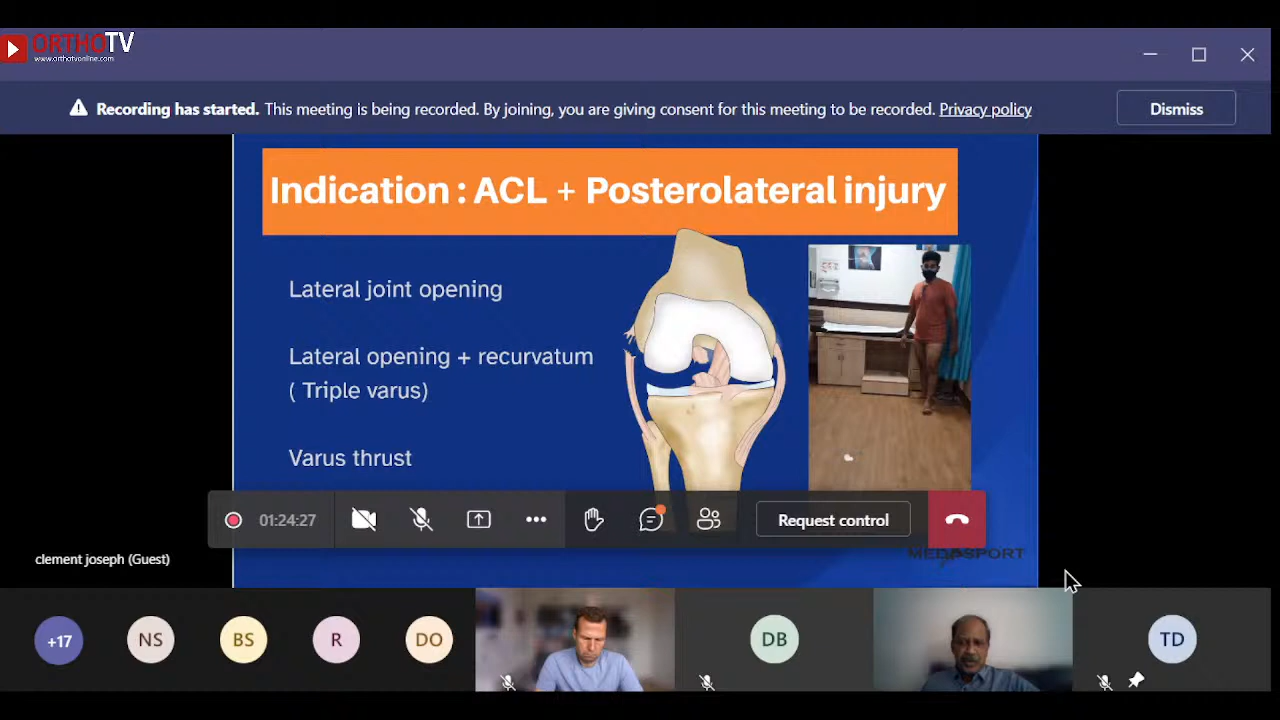 ORTHOTV
www.orthotvonline.com
Recording has started. This meeting is being recorded. By joining, you are giving consent for this meeting to be recorded. Privacy policy
Dismiss
Indication : ACL + Posterolateral injury
Lateral joint opening
Lateral opening + recurvatum
( Triple varus)
Varus thrust
01:24:27
Request control
clement joseph (Guest)
+17
NS
BS
R
DO
DB
TD